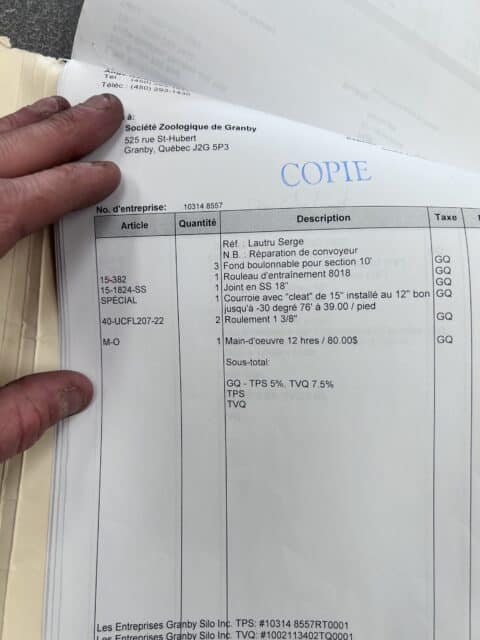 Tél : (450)
Téléc : (450) 293-1430
à:
Société Zoologique de Granby
525 rue St-Hubert
Granby, Québec J2G 5P3
COPIE
No. d'entreprise: 10314 8557
Article Quantité Description Taxe
Réf. : Lautru Serge
N.B. : Réparation de convoyeur
3 Fond boulonnable pour section 10' GQ
15-382 1 Rouleau d'entraînement 8018 GQ
15-1824-SS 1 Joint en SS 18" GQ
SPÉCIAL 1 Courroie avec "cleat" de 15" installé au 12" bon GQ
jusqu'à -30 degré 76' à 39.00 / pied
40-UCFL207-22 2 Roulement 1 3/8" GQ
M-O 1 Main-d'oeuvre 12 hres / 80.00$ GQ
Sous-total:
GQ - TPS 5%, TVQ 7.5%
TPS
TVQ
Les Entreprises Granby Silo Inc. TPS: #10314 8557RT0001
Les Entreprises Granby Silo Inc. TVQ: #1002113402TQ0001